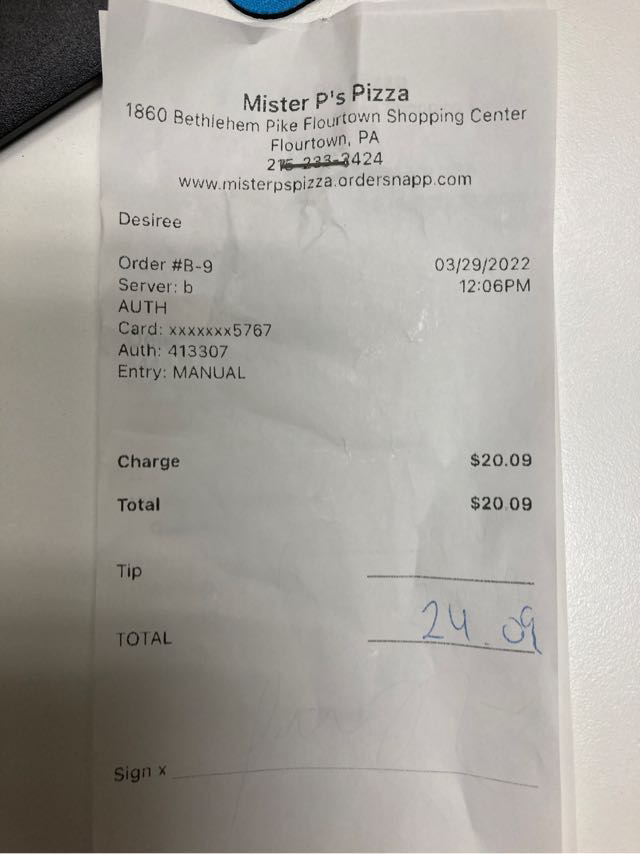 Mister P's Pizza
1860 Bethlehem Pike Flourtown Shopping Center
Flourtown, PA
215-233-3424
www.misterpspizza.ordersnapp.com
Desiree
Order #B-9 03/29/2022
Server: b 12:06PM
AUTH
Card: xxxxxxx5767
Auth: 413307
Entry: MANUAL
Charge $20.09
Total $20.09
Tip
TOTAL 24.09
Sign x